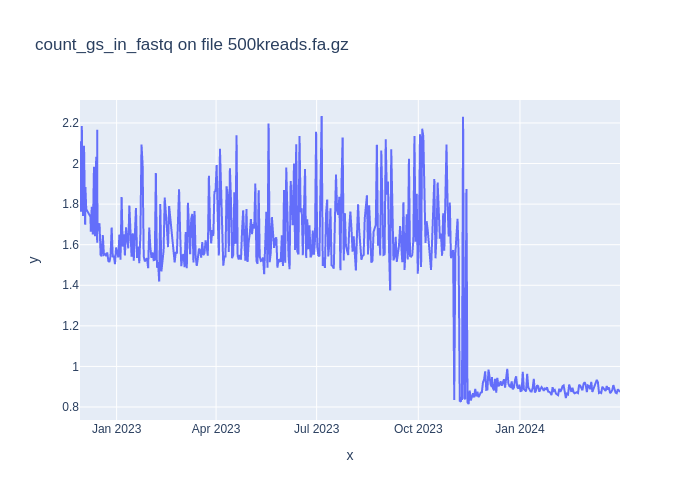 count_gs_in_fastq on file 500kreads.fa.gz
2.2
2
1.8
1.6
1.4
1.2
1
0.8
y
Jan 2023
Apr 2023
Jul 2023
Oct 2023
Jan 2024
x